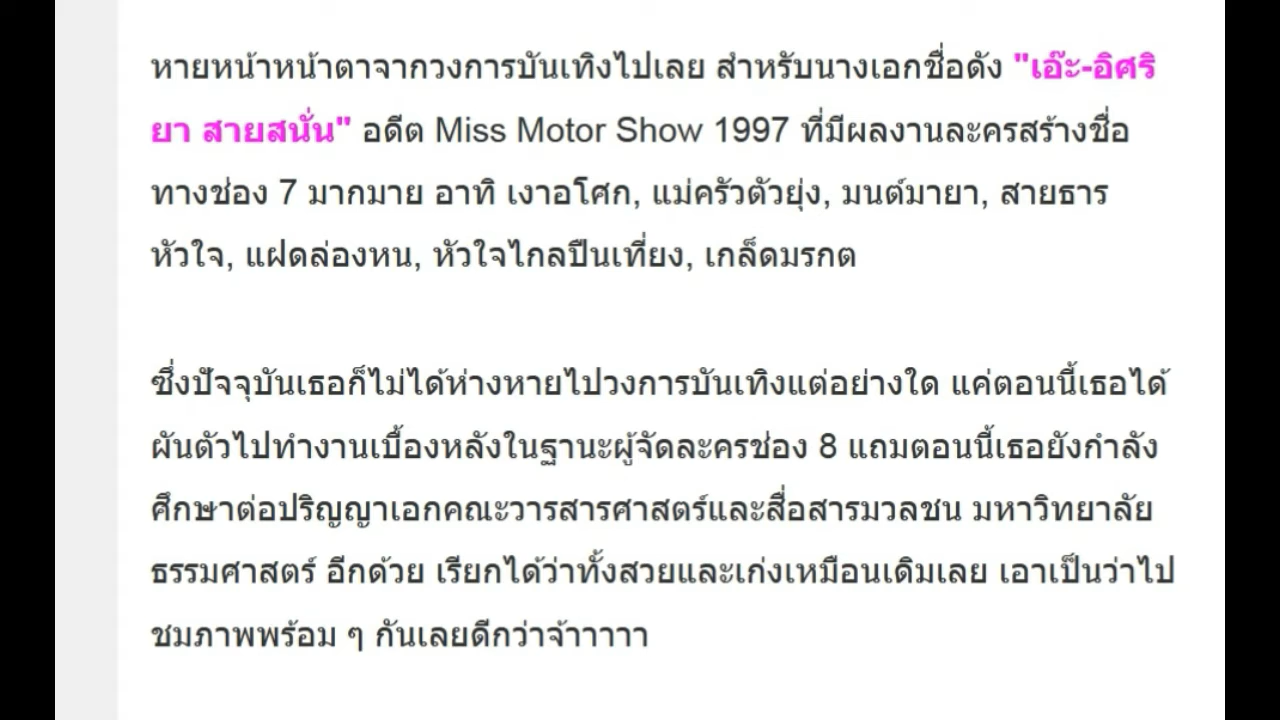 หายหน้าหน้าตาจากวงการบันเทิงไปเลย สำหรับนางเอกชื่อดัง "เอ๊ะ-อิศริ
ยา สายสนั่น" อดีต Miss Motor Show 1997 ที่มีผลงานละครสร้างชื่อ
ทางช่อง 7 มากมาย อาทิ เงาอโศก, แม่ครัวตัวยุ่ง, มนต์มายา, สายธาร
หัวใจ, แฝดล่องหน, หัวใจไกลปืนเที่ยง, เกล็ดมรกต
ซึ่งปัจจุบันเธอก็ไม่ได้ห่างหายไปวงการบันเทิงแต่อย่างใด แค่ตอนนี้เธอได้
ผันตัวไปทำงานเบื้องหลังในฐานะผู้จัดละครช่อง 8 แถมตอนนี้เธอยังกำลัง
ศึกษาต่อปริญญาเอกคณะวารสารศาสตร์และสื่อสารมวลชน มหาวิทยาลัย
ธรรมศาสตร์ อีกด้วย เรียกได้ว่าทั้งสวยและเก่งเหมือนเดิมเลย เอาเป็นว่าไป
ชมภาพพร้อม ๆ กันเลยดีกว่าจ้าาาาา